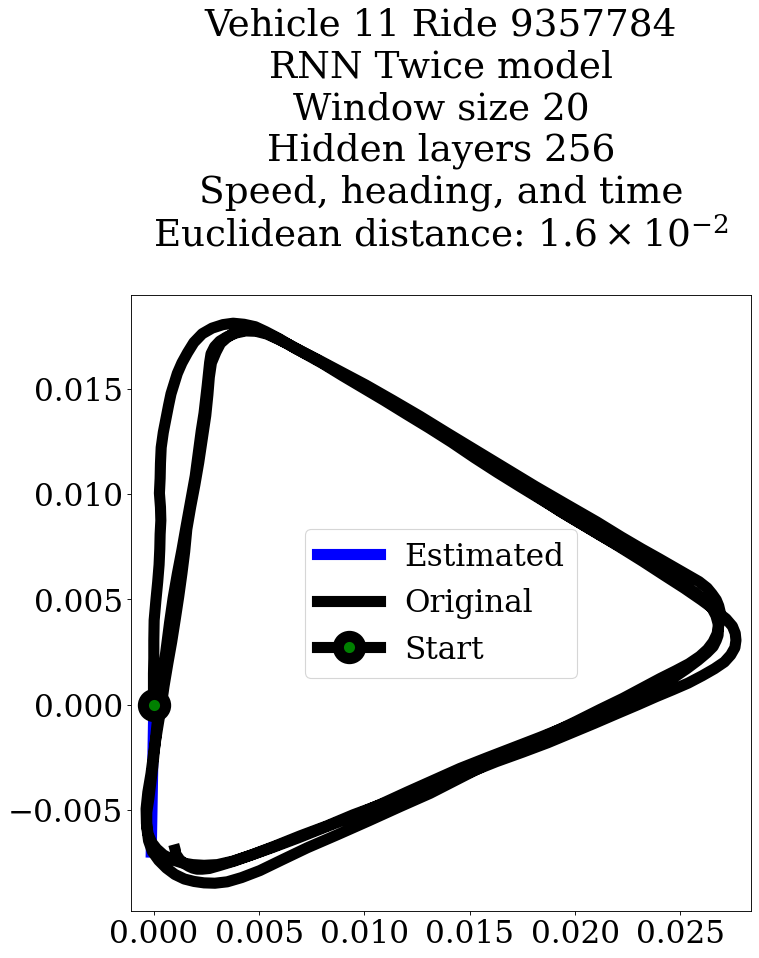 Vehicle 11 Ride 9357784
RNN Twice model
Window size 20
Hidden layers 256
Speed, heading, and time
Euclidean distance: 1.6 × 10⁻²
0.015
0.010
0.005
0.000
−0.005
Estimated
Original
Start
0.000 0.005 0.010 0.015 0.020 0.025